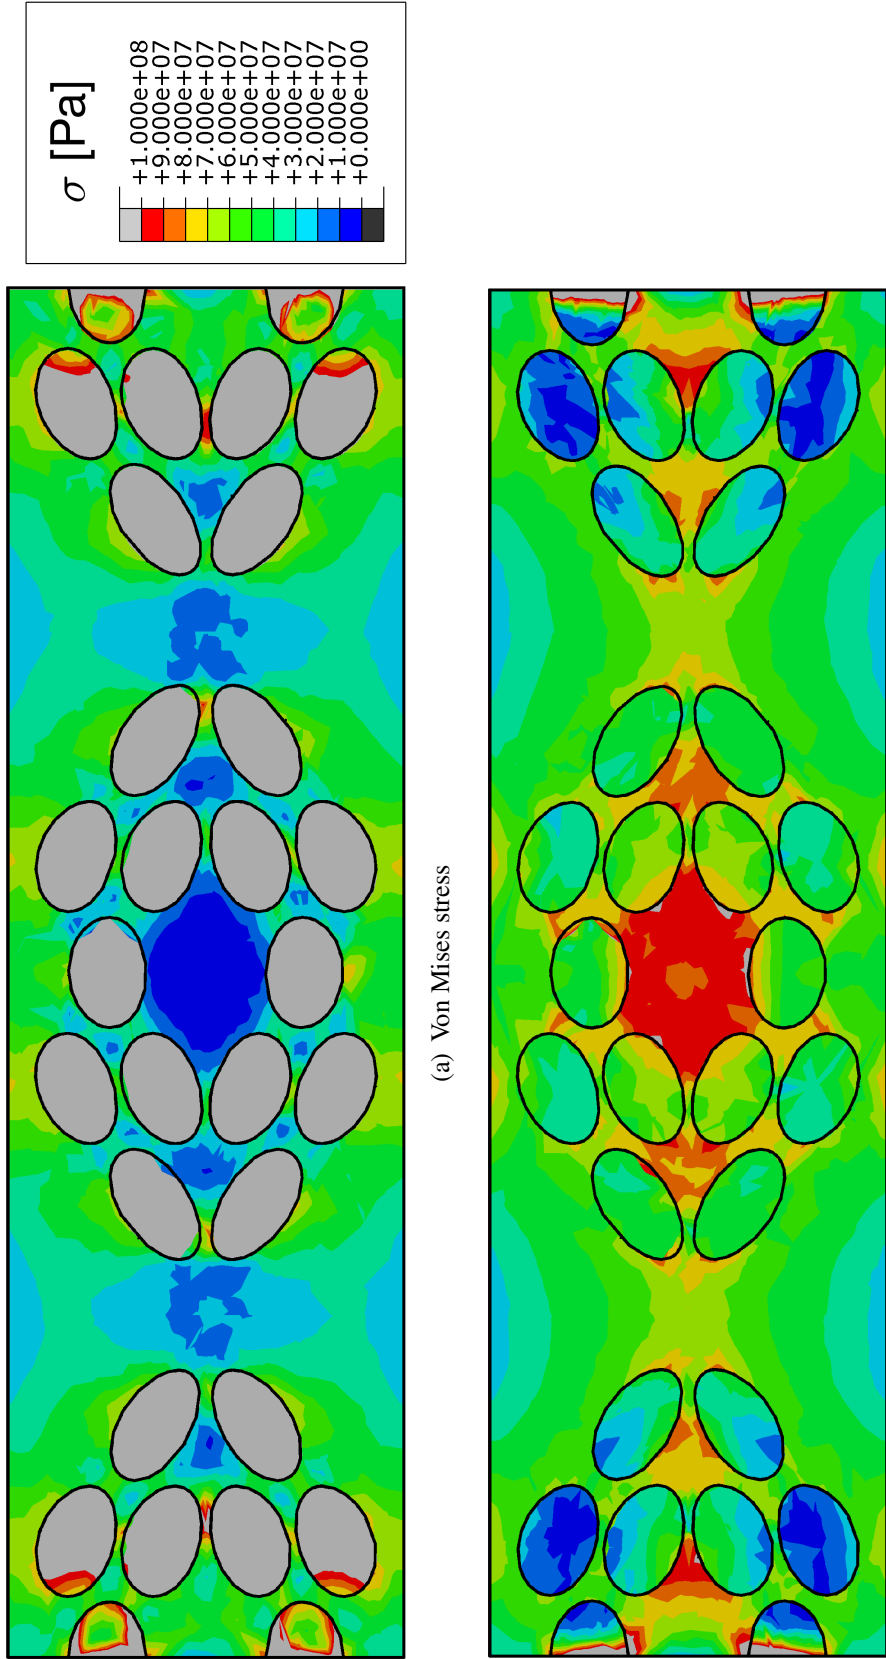 σ [Pa]
+1.000e+08
+9.000e+07
+8.000e+07
+7.000e+07
+6.000e+07
+5.000e+07
+4.000e+07
+3.000e+07
+2.000e+07
+1.000e+07
+0.000e+00
(a) Von Mises stress